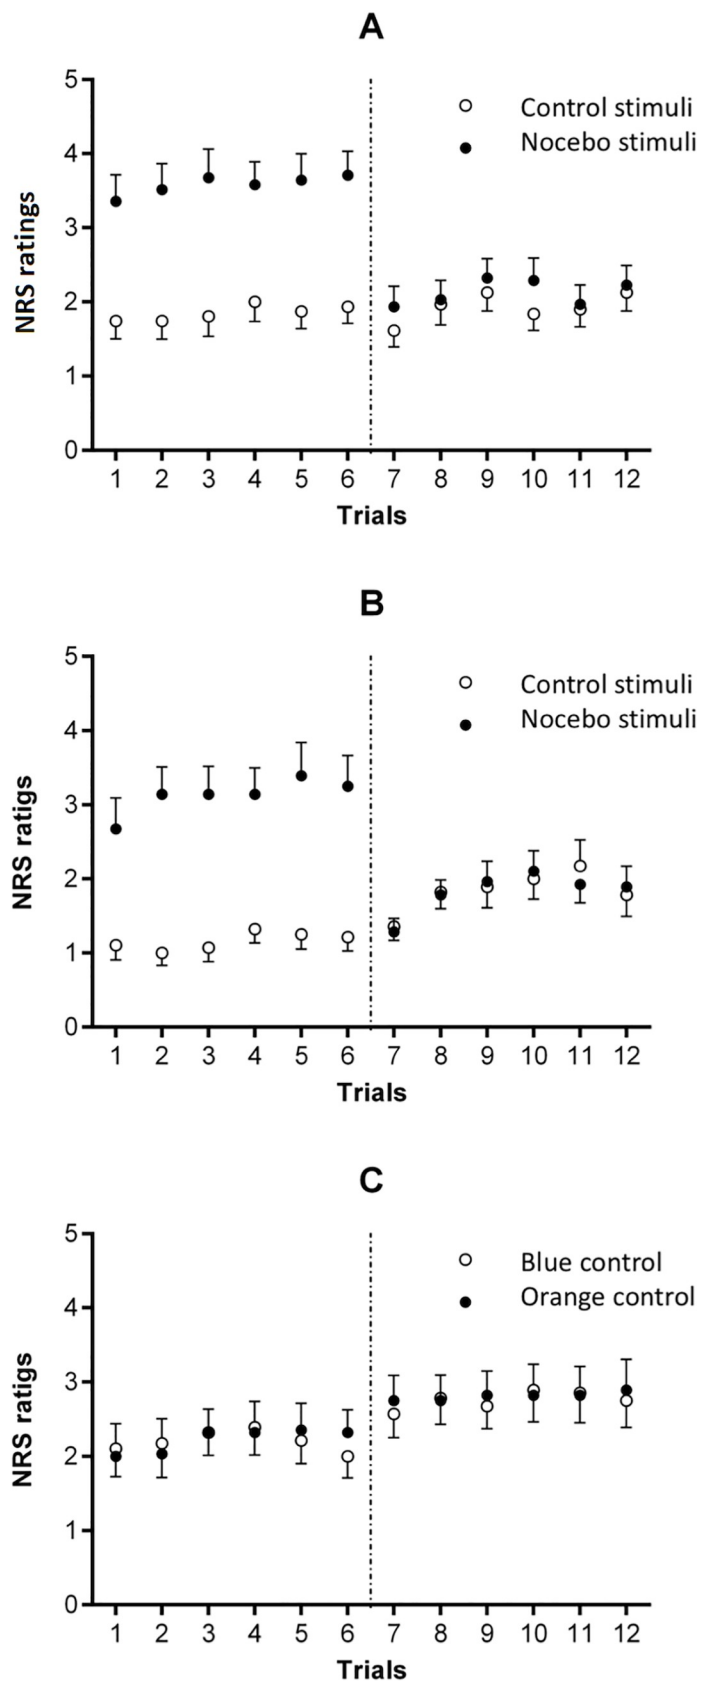 A
5
4
3
2
1
0
NRS ratings
Control stimuli
Nocebo stimuli
1 2 3 4 5 6 7 8 9 10 11 12
Trials
B
5
4
3
2
1
0
NRS ratigs
Control stimuli
Nocebo stimuli
1 2 3 4 5 6 7 8 9 10 11 12
Trials
C
5
4
3
2
1
0
NRS ratigs
Blue control
Orange control
1 2 3 4 5 6 7 8 9 10 11 12
Trials